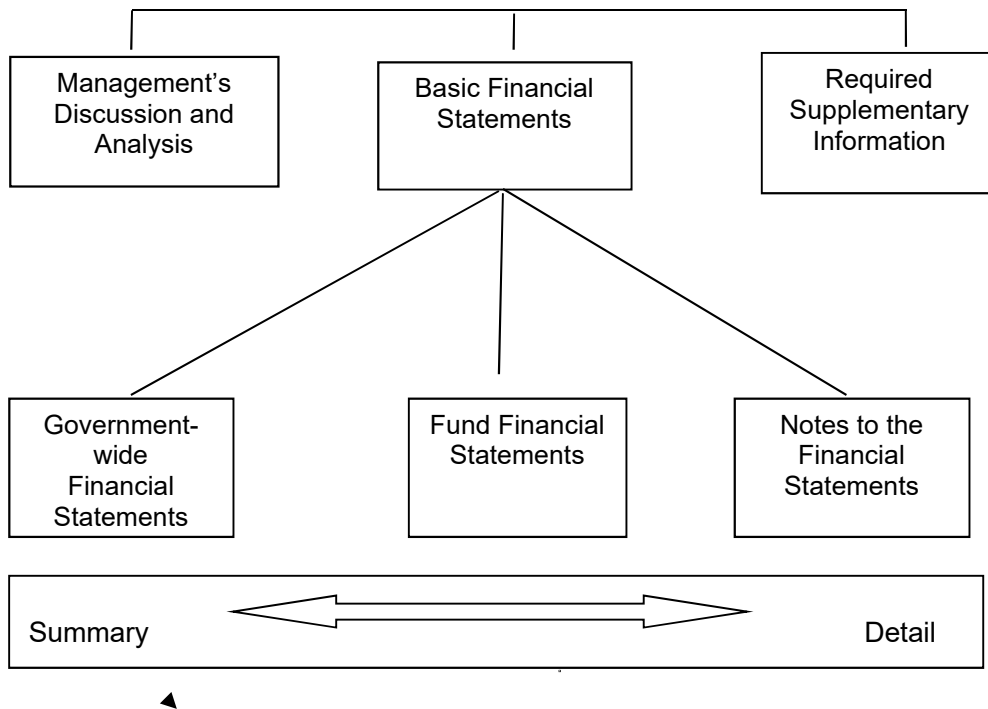 Management’s
Discussion and
Analysis
Basic Financial
Statements
Required
Supplementary
Information
Government-
wide
Financial
Statements
Fund Financial
Statements
Notes to the
Financial
Statements
Summary
Detail